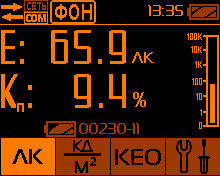 СЕТЬ
COM
ФОН
13:35
E: 65.9 ЛК
Kп: 9.4 %
100K
10K
1K
100
10
1
0
00230-11
ЛК
КД/М²
КЕО